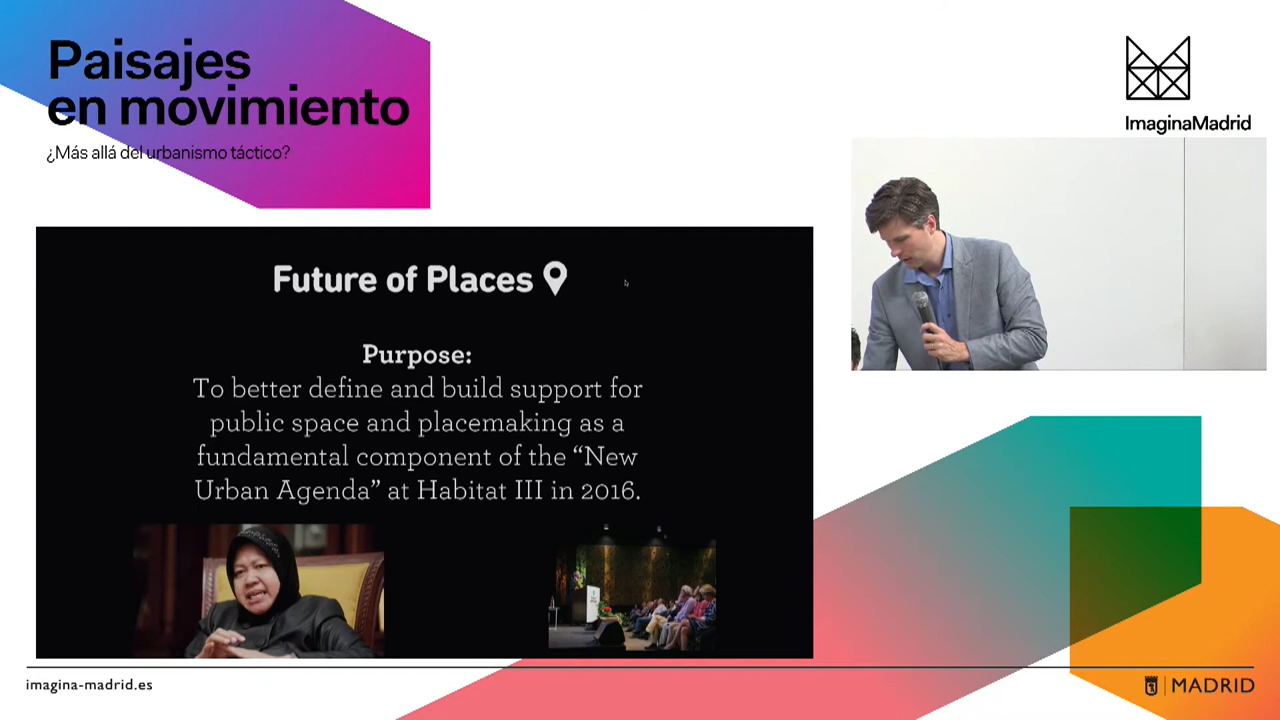 Paisajes
en movimiento
¿Más allá del urbanismo táctico?
ImaginaMadrid
Future of Places
Purpose:
To better define and build support for
public space and placemaking as a
fundamental component of the “New
Urban Agenda” at Habitat III in 2016.
imagina-madrid.es
MADRID